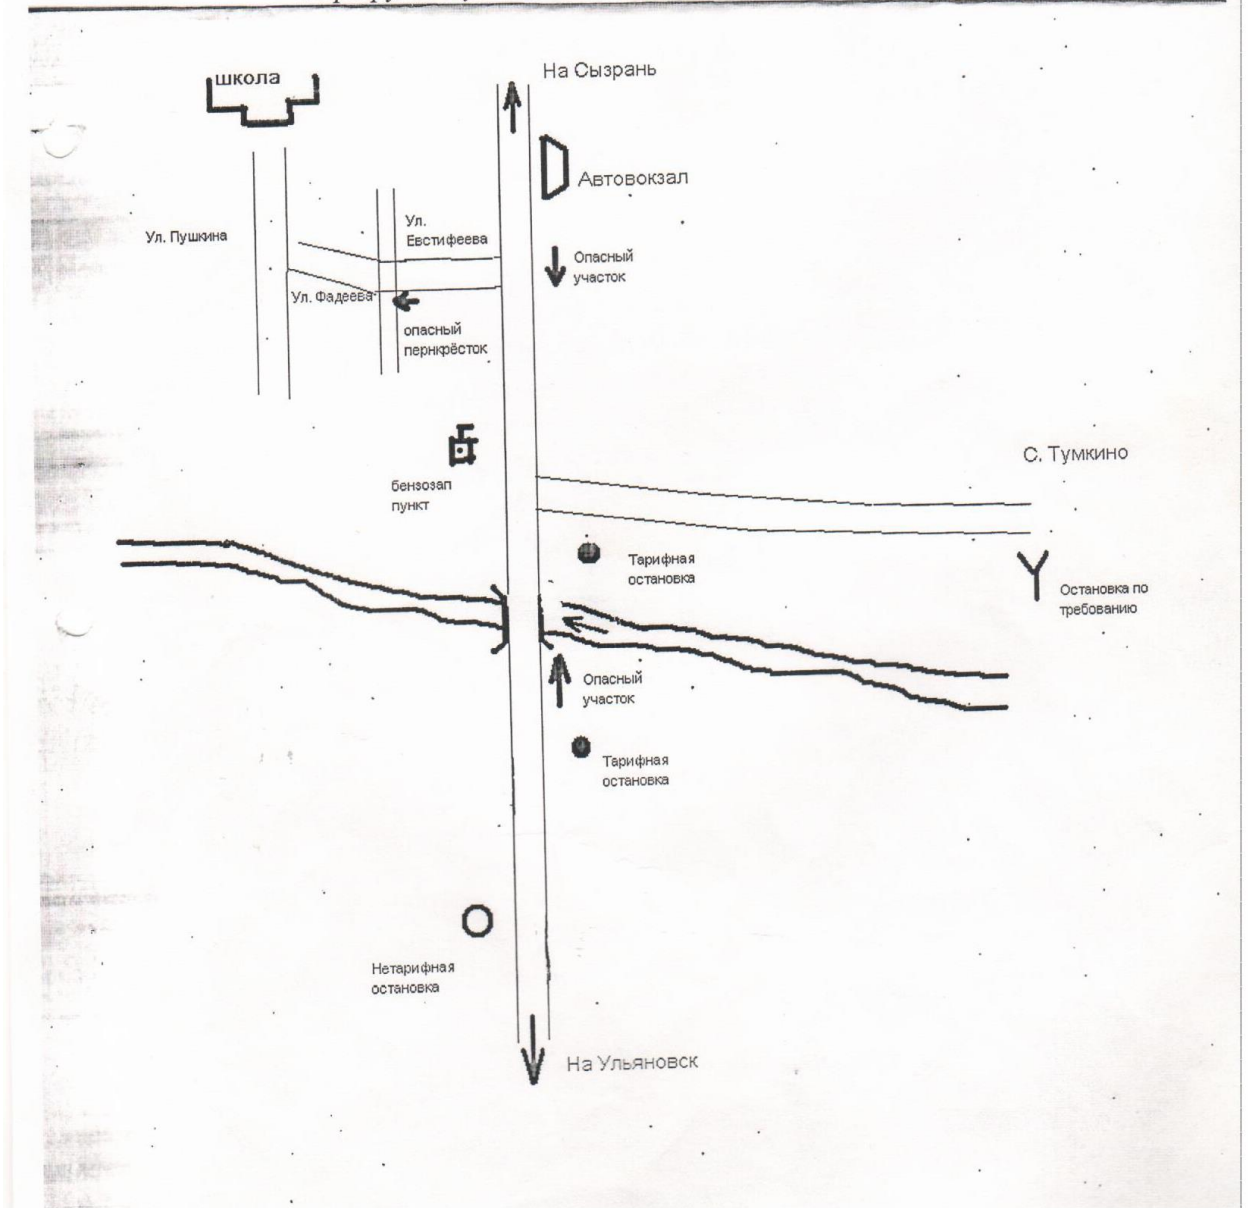 школа
На Сызрань
Автовокзал
Ул. Пушкина
Ул.
Евстифеева
Опасный
участок
Ул. Фадеева
опасный
пернкрёсток
С. Тумкино
бензозап
пункт
Тарифная
остановка
Остановка по
требованию
Опасный
участок
Тарифная
остановка
Нетарифная
остановка
На Ульяновск